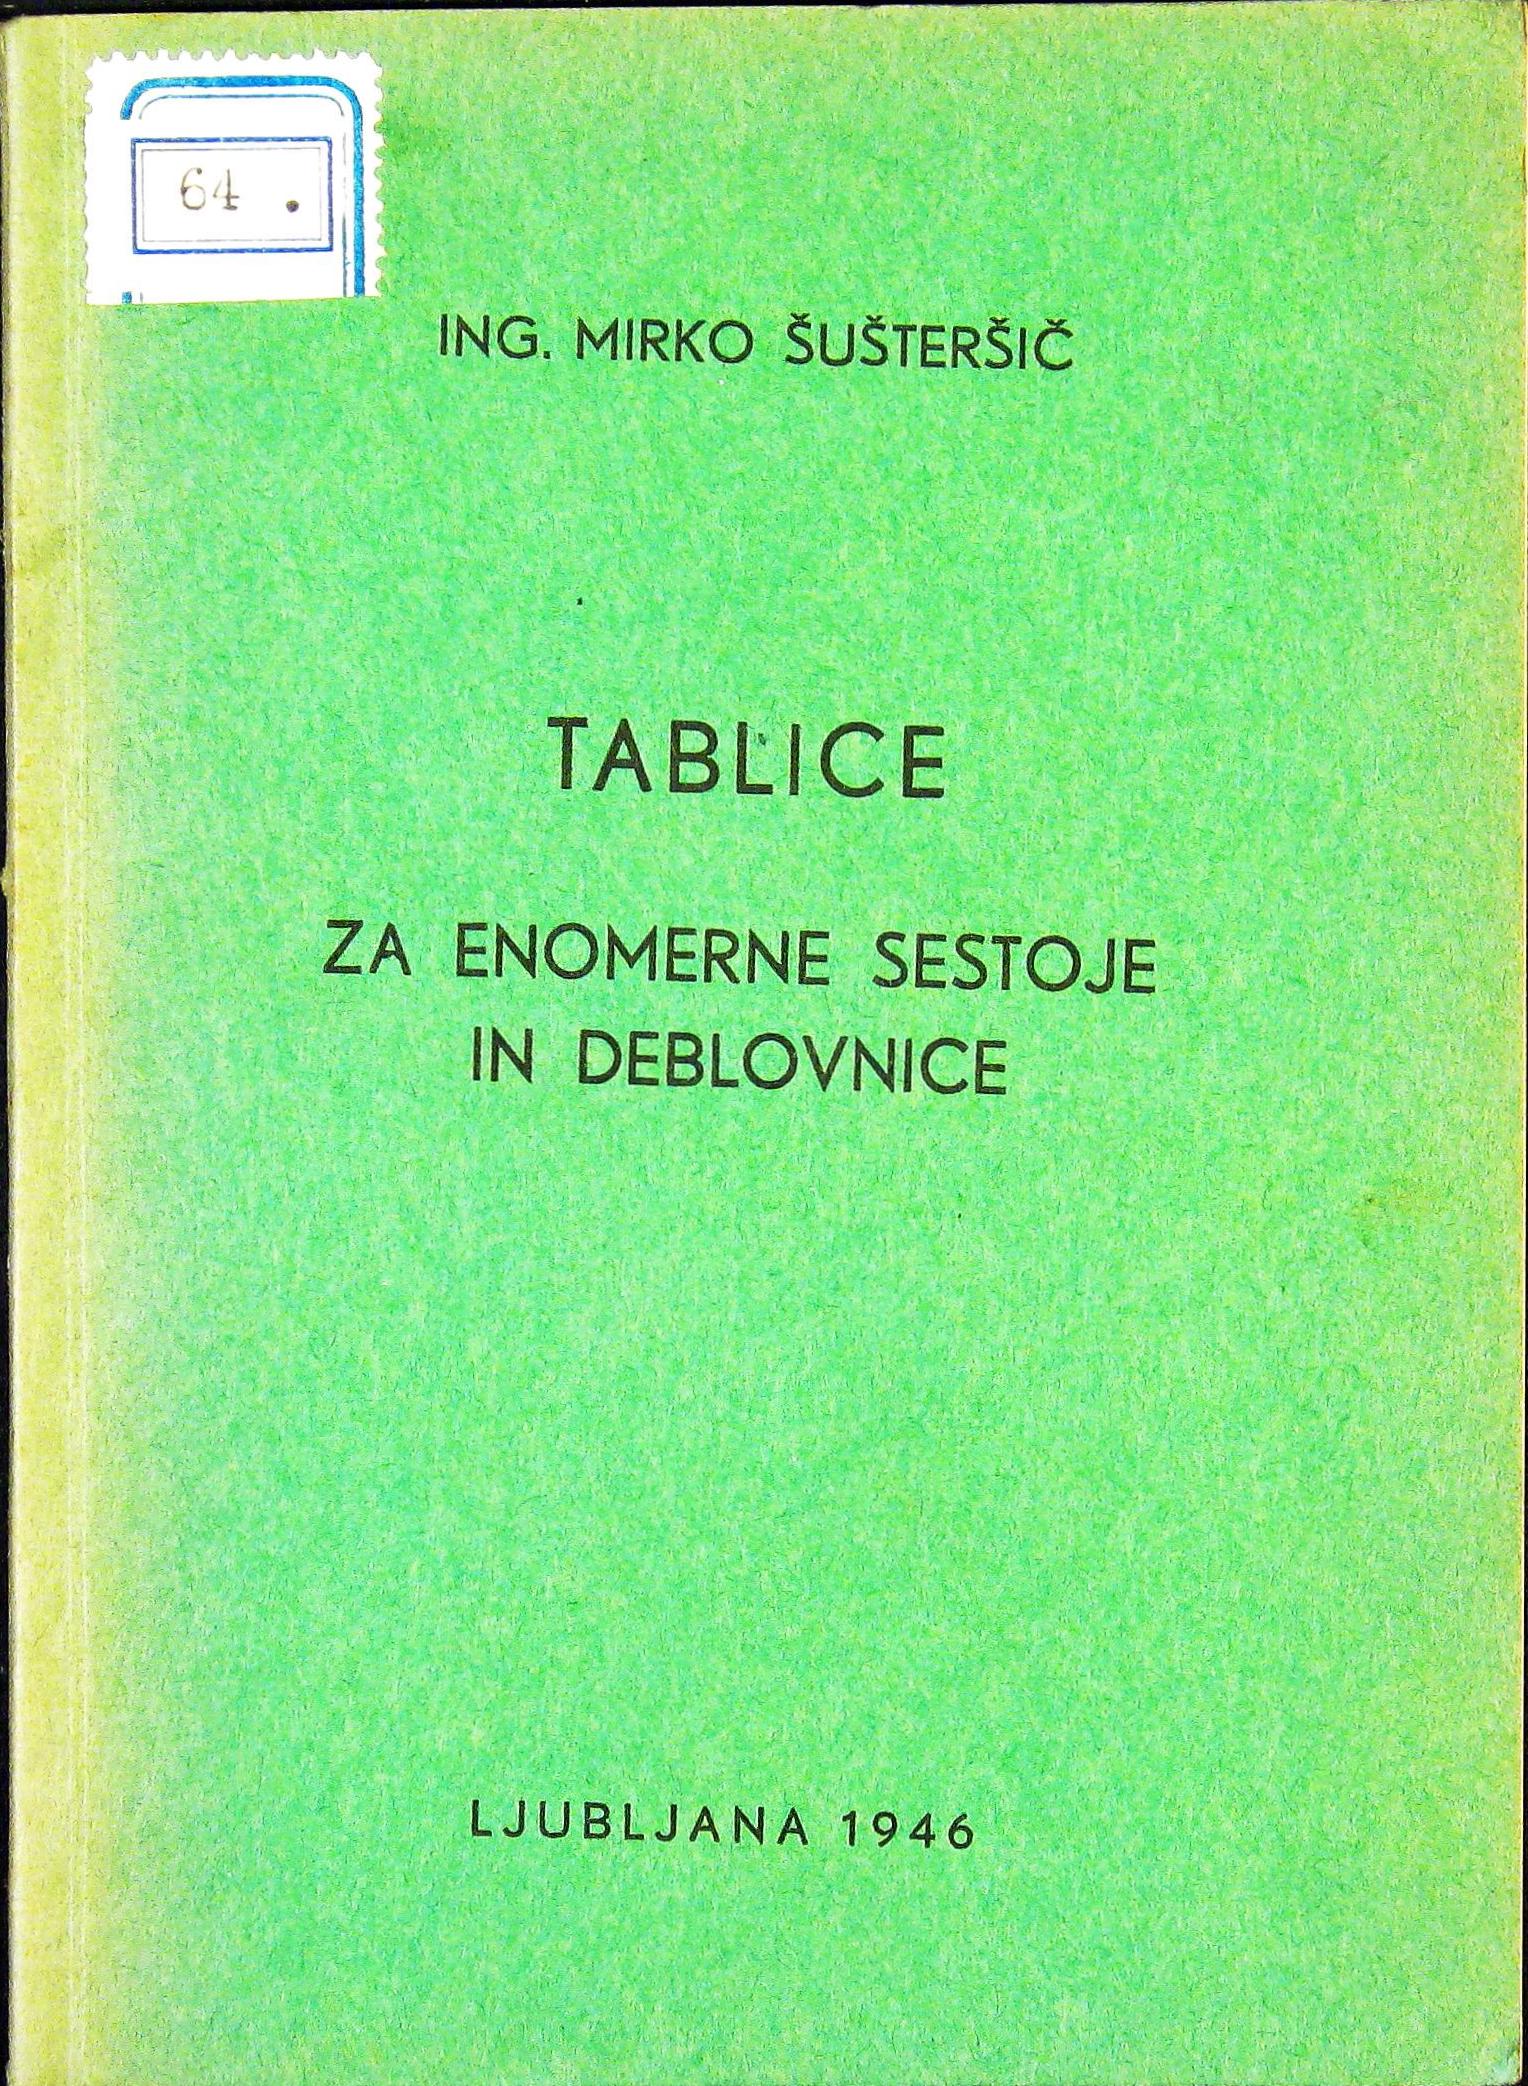 64 .
ING. MIRKO ŠUŠTERŠIČ
TABLICE
ZA ENOMERNE SESTOJE
IN DEBLOVNICE
LJUBLJANA 1946